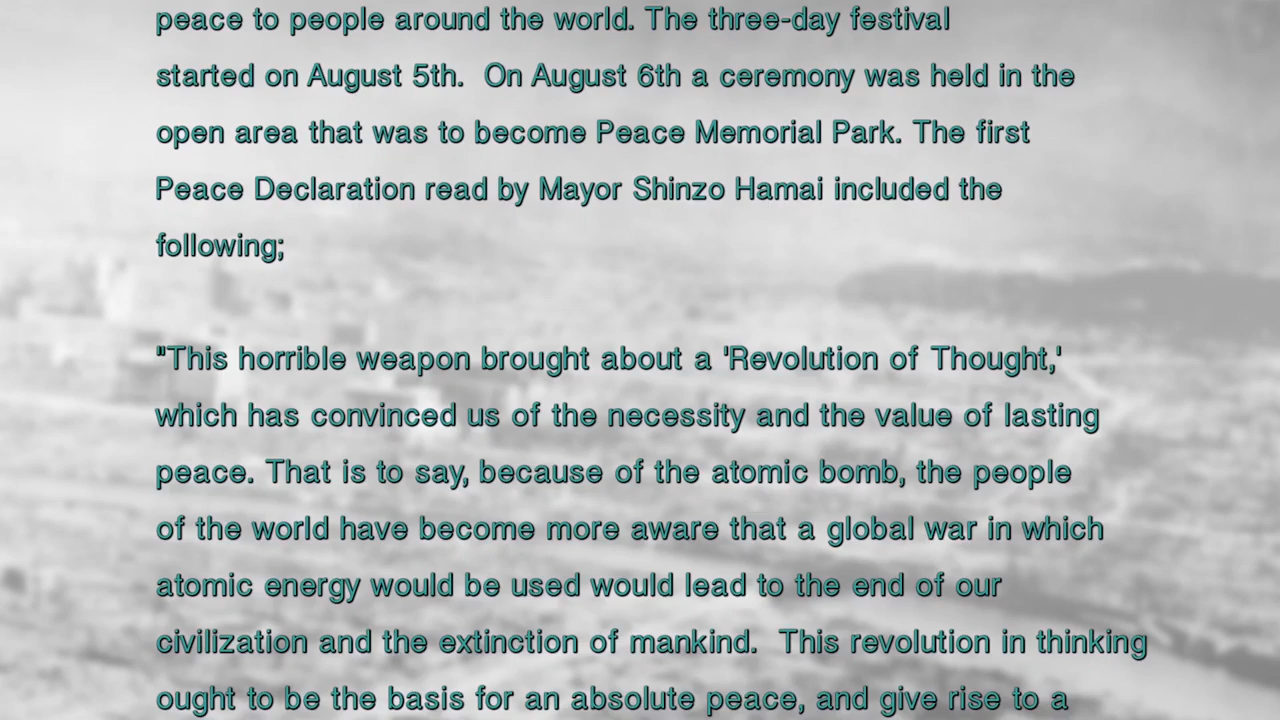 peace to people around the world. The three-day festival
started on August 5th.  On August 6th a ceremony was held in the
open area that was to become Peace Memorial Park. The first
Peace Declaration read by Mayor Shinzo Hamai included the
following;
"This horrible weapon brought about a 'Revolution of Thought,'
which has convinced us of the necessity and the value of lasting
peace. That is to say, because of the atomic bomb, the people
of the world have become more aware that a global war in which
atomic energy would be used would lead to the end of our
civilization and the extinction of mankind.  This revolution in thinking
ought to be the basis for an absolute peace, and give rise to a